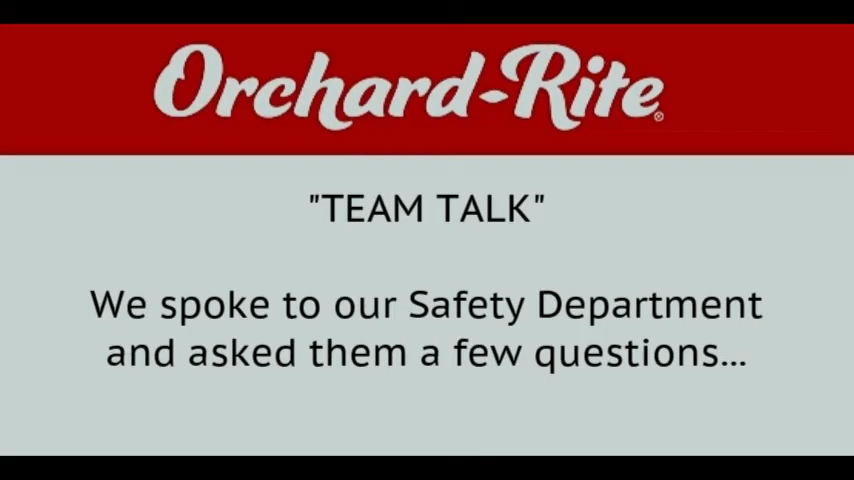 Orchard-Rite®
"TEAM TALK"
We spoke to our Safety Department
and asked them a few questions...